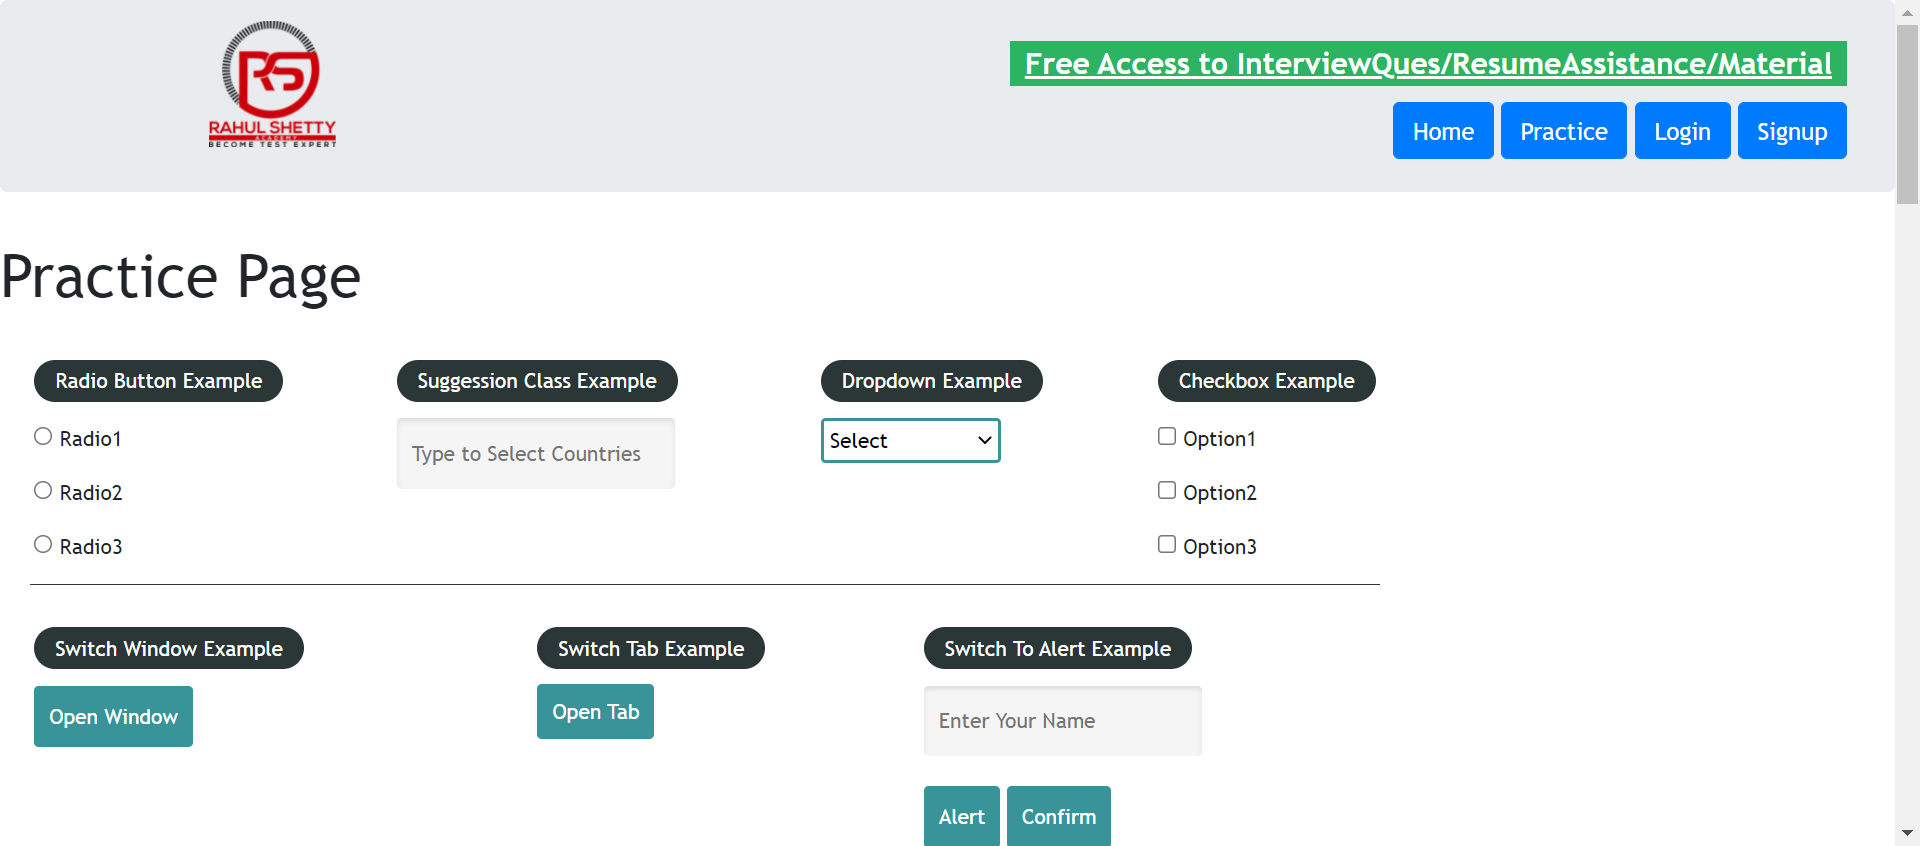 RAHUL SHETTY
ACADEMY
BECOME TEST EXPERT
Free Access to InterviewQues/ResumeAssistance/Material
Home Practice Login Signup
Practice Page
Radio Button Example
Radio1
Radio2
Radio3
Suggession Class Example
Type to Select Countries
Dropdown Example
Select
Checkbox Example
Option1
Option2
Option3
Switch Window Example
Open Window
Switch Tab Example
Open Tab
Switch To Alert Example
Enter Your Name
Alert Confirm